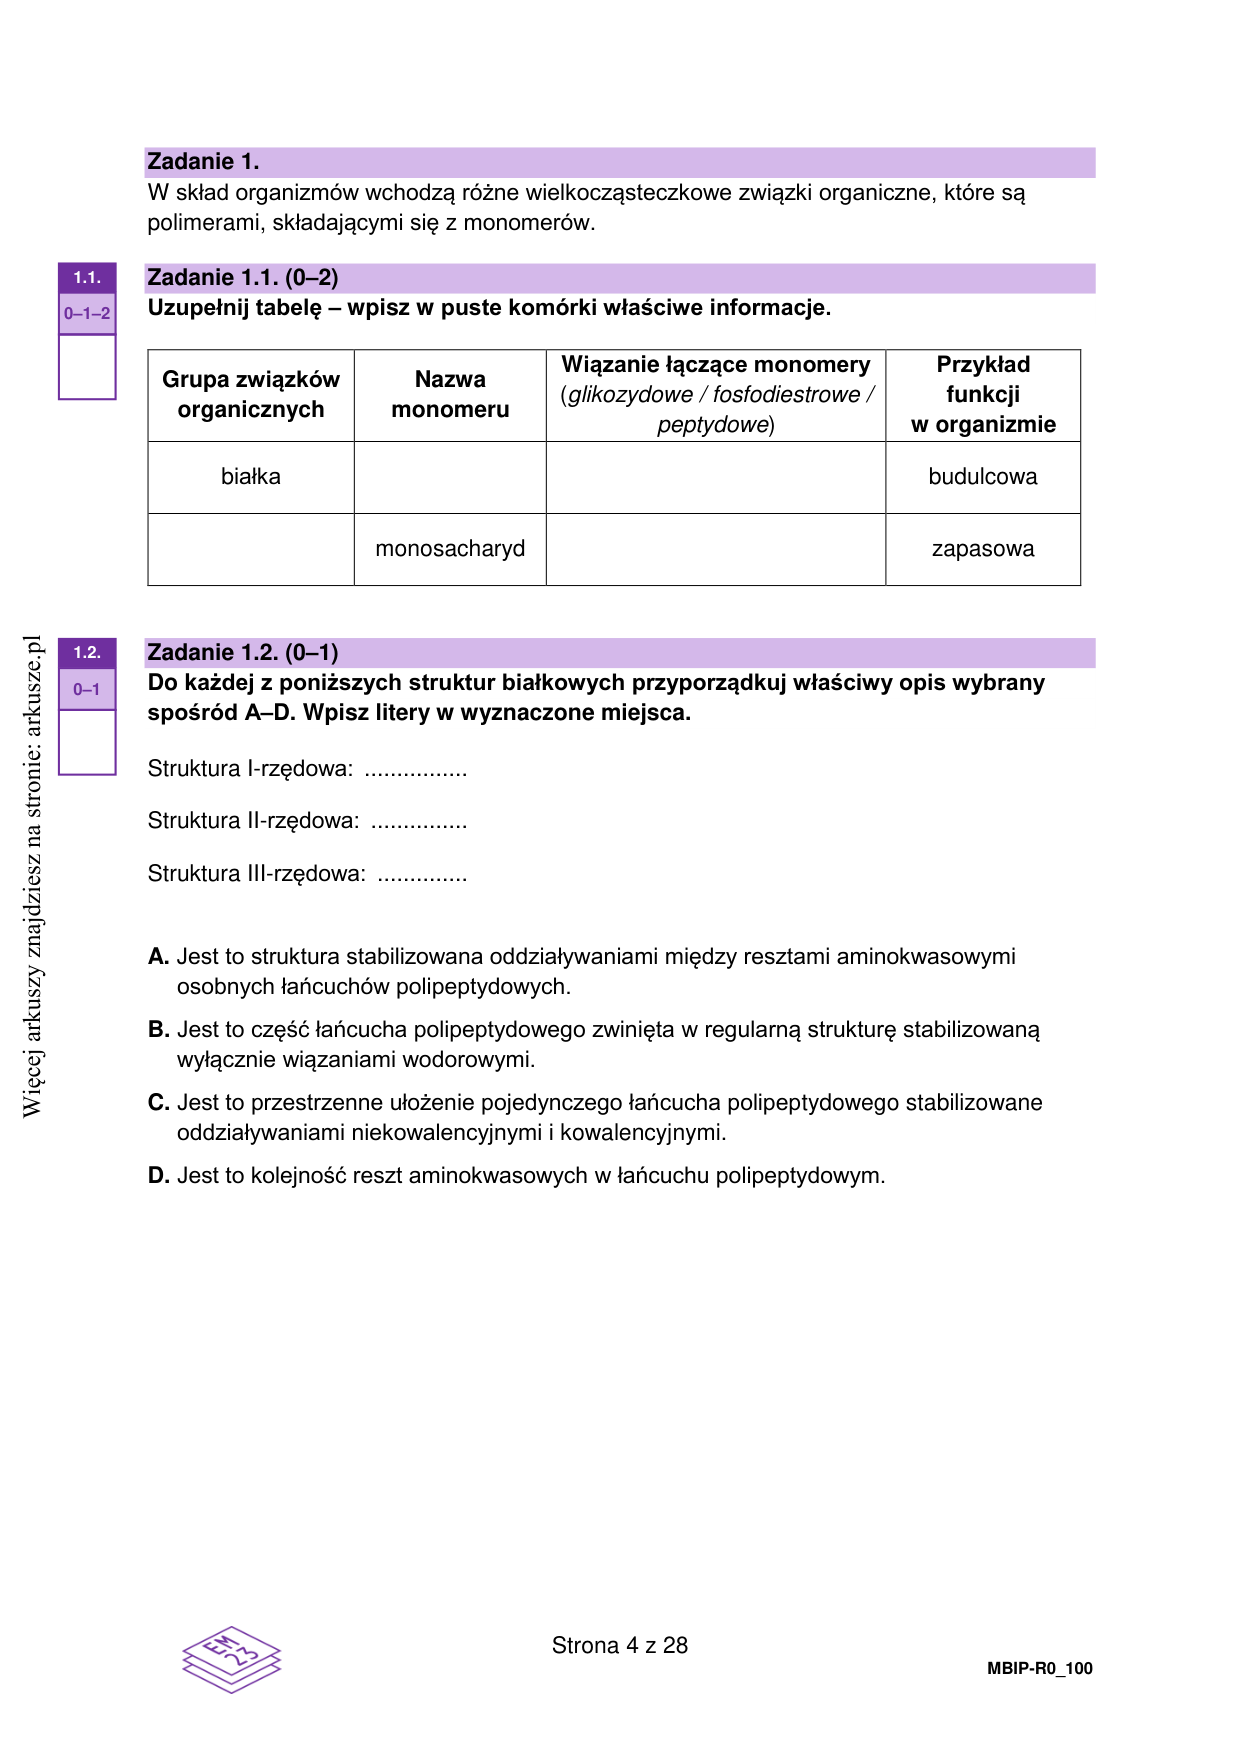 Zadanie 1.
W skład organizmów wchodzą różne wielkocząsteczkowe związki organiczne, które są
polimerami, składającymi się z monomerów.
1.1.
0–1–2
Zadanie 1.1. (0–2)
Uzupełnij tabelę – wpisz w puste komórki właściwe informacje.
Grupa związków
organicznych
Nazwa
monomeru
Wiązanie łączące monomery
(glikozydowe / fosfodiestrowe /
peptydowe)
Przykład
funkcji
w organizmie
białka
budulcowa
monosacharyd
zapasowa
1.2.
0–1
Zadanie 1.2. (0–1)
Do każdej z poniższych struktur białkowych przyporządkuj właściwy opis wybrany
spośród A–D. Wpisz litery w wyznaczone miejsca.
Struktura I-rzędowa: ................
Struktura II-rzędowa: ...............
Struktura III-rzędowa: ..............
A. Jest to struktura stabilizowana oddziaływaniami między resztami aminokwasowymi
osobnych łańcuchów polipeptydowych.
B. Jest to część łańcucha polipeptydowego zwinięta w regularną strukturę stabilizowaną
wyłącznie wiązaniami wodorowymi.
C. Jest to przestrzenne ułożenie pojedynczego łańcucha polipeptydowego stabilizowane
oddziaływaniami niekowalencyjnymi i kowalencyjnymi.
D. Jest to kolejność reszt aminokwasowych w łańcuchu polipeptydowym.
Więcej arkuszy znajdziesz na stronie: arkusze.pl
EM
23
Strona 4 z 28
MBIP-R0_100